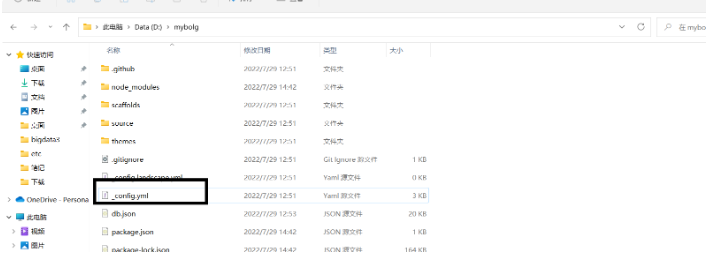 此电脑 > Data (D:) > mybolg
在 mybo
名称 修改日期 类型 大小
快速访问
桌面
下载
文档
图片
桌面
bigdata3
etc
笔记
下载
OneDrive - Persona
此电脑
视频
图片
.github 2022/7/29 12:51 文件夹
node_modules 2022/7/29 14:42 文件夹
scaffolds 2022/7/29 12:51 文件夹
source 2022/7/29 12:51 文件夹
themes 2022/7/29 12:51 文件夹
.gitignore 2022/7/29 12:51 Git Ignore 源文件 1 KB
_config.landscape.yml 2022/7/29 12:51 Yaml 源文件 0 KB
_config.yml 2022/7/29 12:51 Yaml 源文件 3 KB
db.json 2022/7/29 12:53 JSON 源文件 20 KB
package.json 2022/7/29 14:42 JSON 源文件 1 KB
package-lock.json 2022/7/29 14:42 JSON 源文件 164 KB